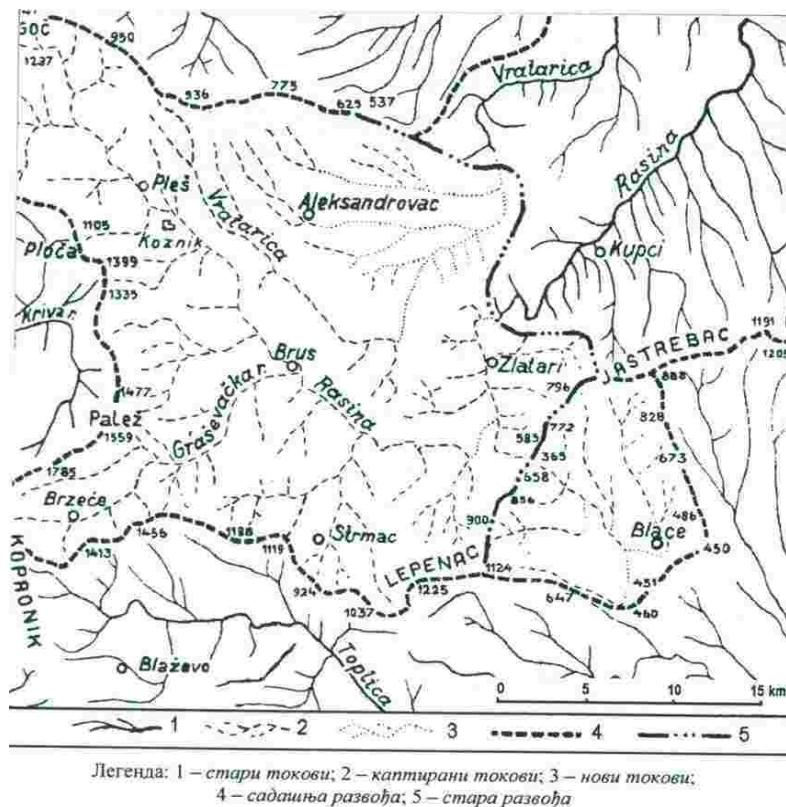 GOČ
950
1237
936
775
625
537
Vratarica
Rasina
Pleš
Aleksandrovac
Koznik
Vratarica
1105
Ploča
1399
1335
Kupci
Krivar.
Brus
Rasina
Zlatari
JASTREBAC
1191
1205
888
796
1477
Palež
1559
Graševačka r.
828
772
583
365
673
658
856
1785
Brzeće
486
900
Blace
450
1456
1188
1119
Strmac
1413
KOPAONIK
LEPENAC
1124
451
924
1225
647
460
1037
Blaževo
Toplica
0 5 10 15 km
1 2 3 4 5
Легенда: 1 – стари токови; 2 – каптирани токови; 3 – нови токови;
4 – садашња развођа; 5 – стара развођа